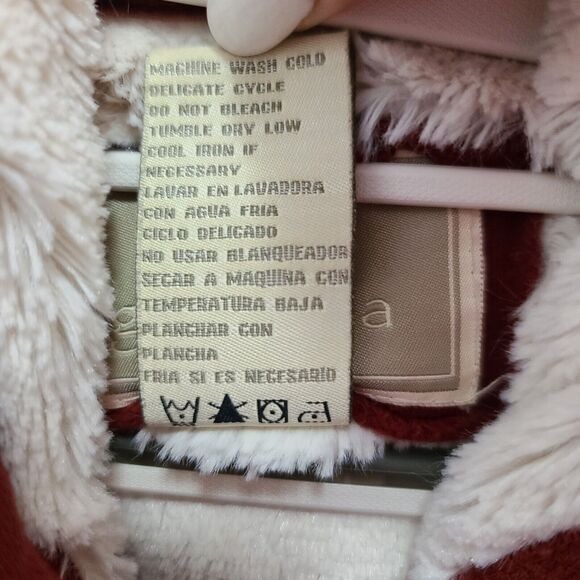 MACHINE WASH COLD
DELICATE CYCLE
DO NOT BLEACH
TUMBLE DRY LOW
COOL IRON IF
NECESSARY
LAVAR EN LAVADORA
CON AGUA FRIA
CICLO DELICADO
NO USAR BLANQUEADOR
SECAR A MAQUINA CON
TEMPERATURA BAJA
PLANCHAR CON
PLANCHA
FRIA SI ES NECESARIO
a